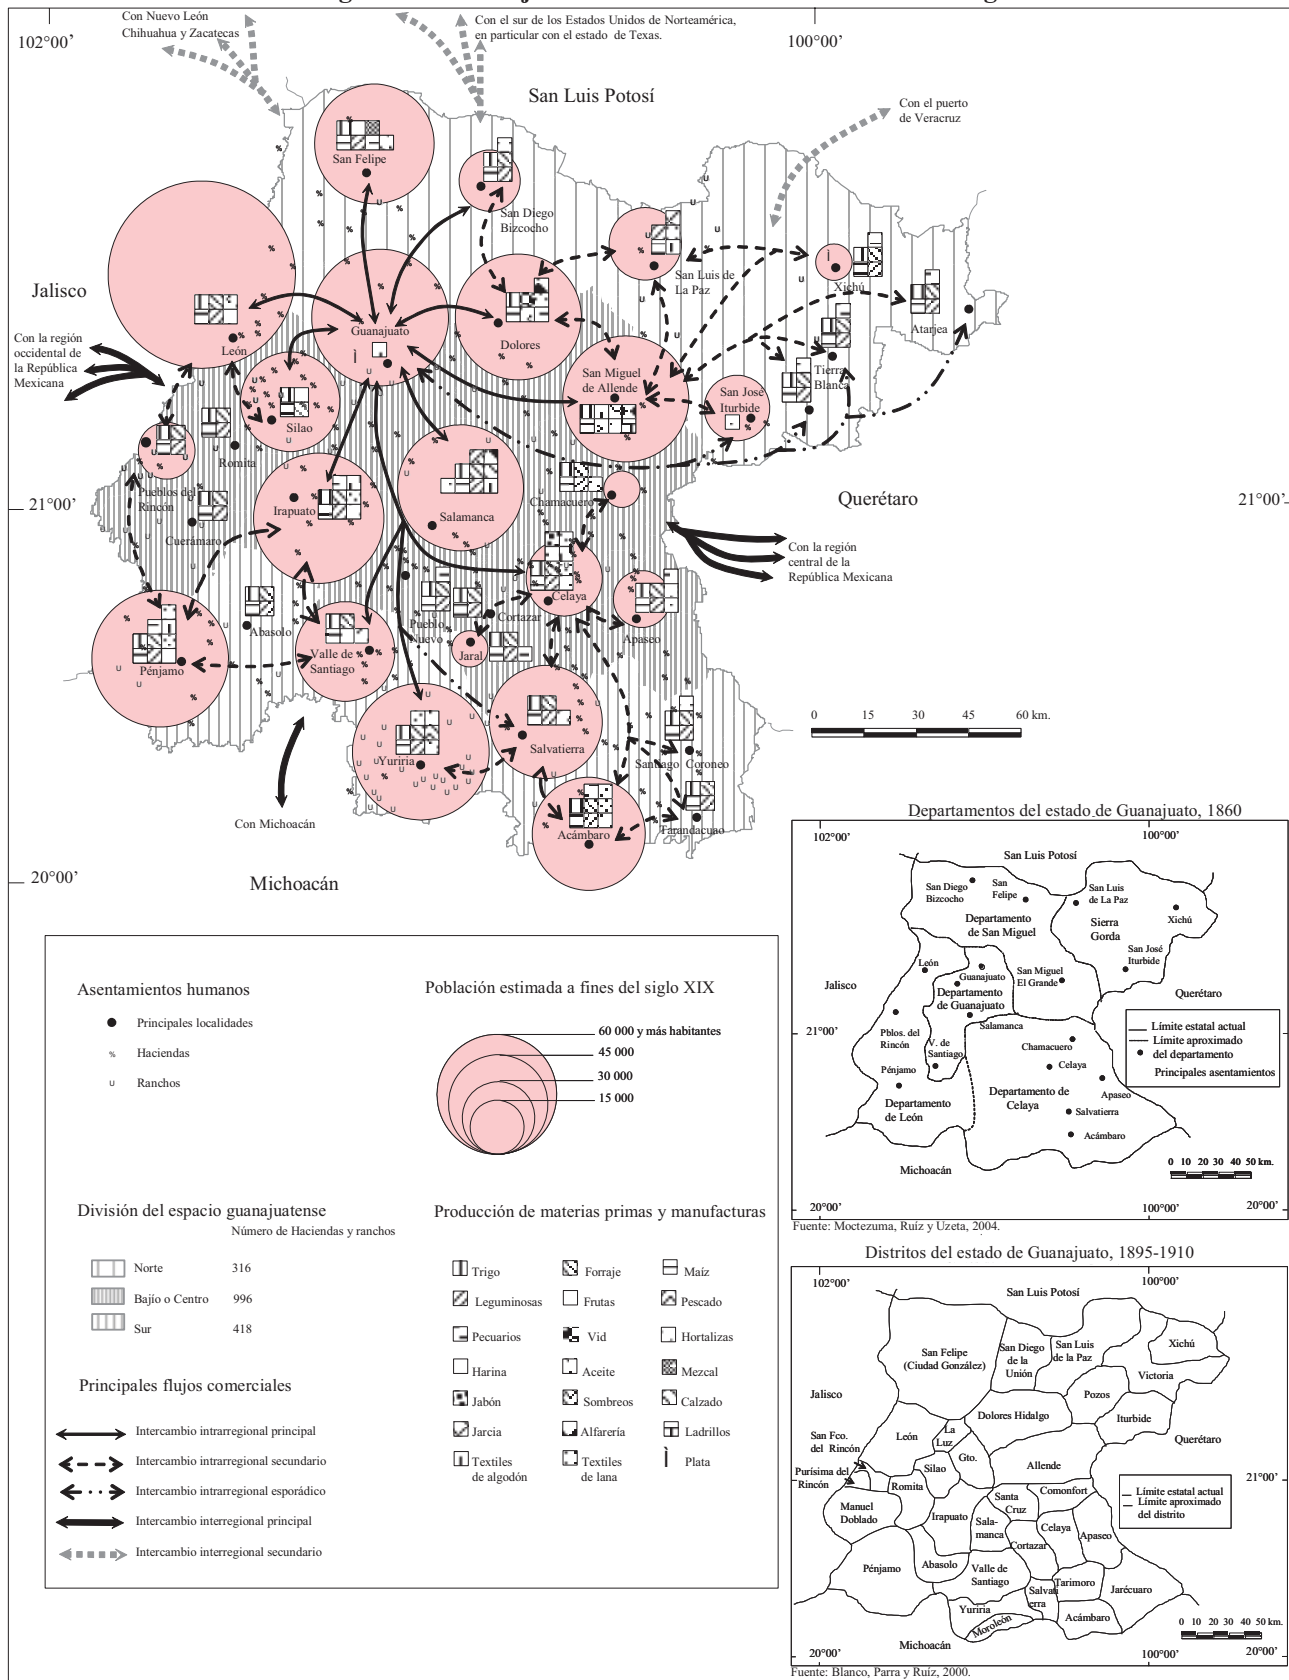 Con Nuevo León
Chihuahua y Zacatecas
Con el sur de los Estados Unidos de Norteamérica,
en particular con el estado de Texas.
102°00’
100°00’
San Luis Potosí
Con el puerto
de Veracruz
San Felipe
San Diego
Bizcocho
San Luis de
La Paz
Xichú
Atarjea
Jalisco
León
Guanajuato
Dolores
San Miguel
de Allende
Tierra
Blanca
San José
Iturbide
Con la región
occidental de
la República
Mexicana
Silao
Romita
Pueblos del
Rincón
Cuerámaro
Irapuato
Salamanca
Chamacuero
Querétaro
21°00’
21°00’
Con la región
central de la
República Mexicana
Celaya
Cortazar
Apaseo
Abasolo
Pueblo
Nuevo
Jaral
Pénjamo
Valle de
Santiago
Yuriria
Salvatierra
Santiago Coroneo
Tarandacuao
Acámbaro
0 15 30 45 60 km.
Con Michoacán
Michoacán
20°00’
Departamentos del estado de Guanajuato, 1860
102°00’
100°00’
San Luis Potosí
San Diego
Bizcocho
San
Felipe
San Luis
de La Paz
Xichú
Departamento
de San Miguel
Sierra
Gorda
San José
Iturbide
León
Guanajuato
San Miguel
El Grande
Jalisco
Departamento
de Guanajuato
Querétaro
21°00’
Pblos. del
Rincón
Salamanca
V. de
Santiago
Chamacuero
Celaya
Pénjamo
Apaseo
Departamento
de León
Departamento de
Celaya
Salvatierra
Acámbaro
Michoacán
Límite estatal actual
Límite aproximado
del departamento
Principales asentamientos
0 10 20 30 40 50 km.
20°00’
100°00’
20°00’
Fuente: Moctezuma, Ruíz y Uzeta, 2004.
Asentamientos humanos
Principales localidades
Haciendas
Ranchos
Población estimada a fines del siglo XIX
60 000 y más habitantes
45 000
30 000
15 000
División del espacio guanajuatense
Número de Haciendas y ranchos
Norte 316
Bajío o Centro 996
Sur 418
Principales flujos comerciales
Intercambio intrarregional principal
Intercambio intrarregional secundario
Intercambio intrarregional esporádico
Intercambio interregional principal
Intercambio interregional secundario
Producción de materias primas y manufacturas
Trigo Forraje Maíz
Leguminosas Frutas Pescado
Pecuarios Vid Hortalizas
Harina Aceite Mezcal
Jabón Sombreos Calzado
Jarcia Alfarería Ladrillos
Textiles
de algodón
Textiles
de lana
Plata
Distritos del estado de Guanajuato, 1895-1910
102°00’
100°00’
San Luis Potosí
San Felipe
(Ciudad González)
San Diego
de la
Unión
San Luis
de la Paz
Xichú
Victoria
Jalisco
Pozos
Dolores Hidalgo
Iturbide
San Fco.
del Rincón
León
La
Luz
Gto.
Querétaro
Purísima del
Rincón
Silao
Allende
21°00’
Romita
Manuel
Doblado
Irapuato
Santa
Cruz
Comonfort
Sala-
manca
Celaya
Apaseo
Cortazar
Pénjamo
Abasolo
Valle de
Santiago
Salvati
erra
Tarimoro
Jarécuaro
Yuriria
Moroleón
Acámbaro
Michoacán
Límite estatal actual
Límite aproximado
del distrito
0 10 20 30 40 50 km.
20°00’
100°00’
20°00’
Fuente: Blanco, Parra y Ruíz, 2000.